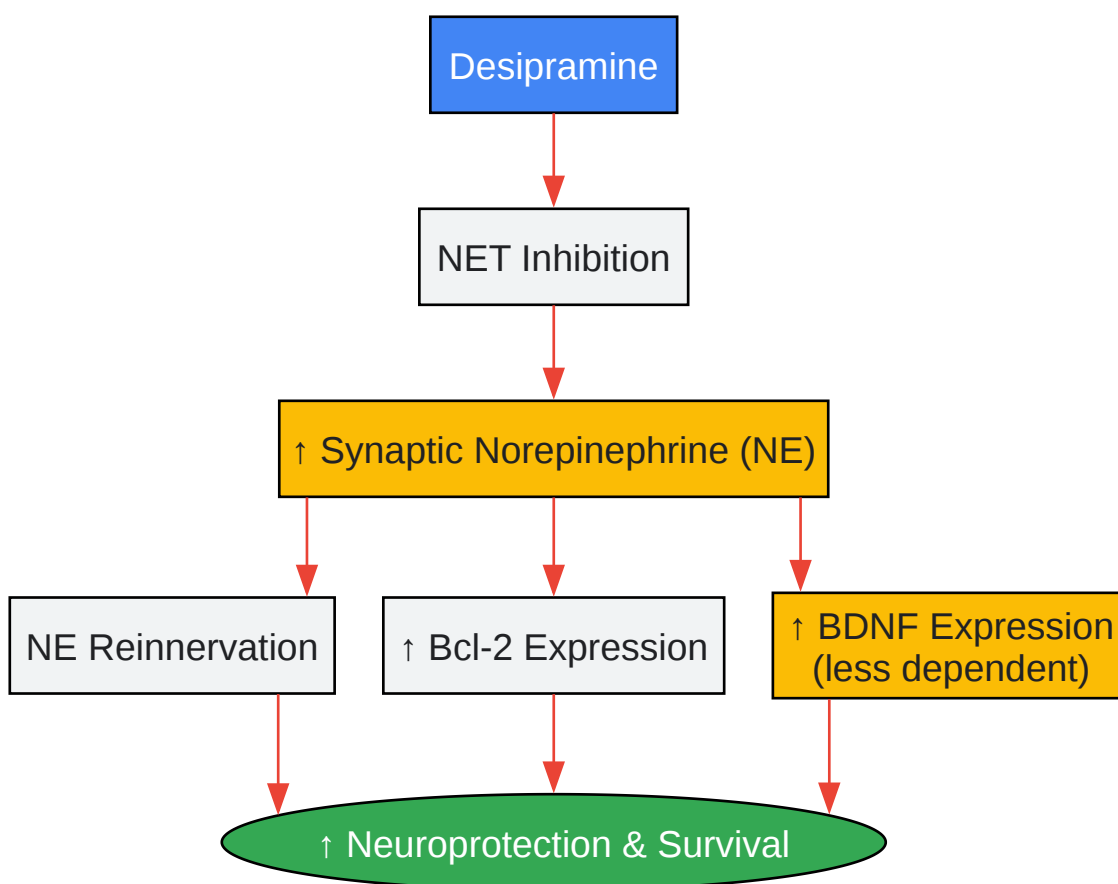 Desipramine
NET Inhibition
↑ Synaptic Norepinephrine (NE)
NE Reinnervation
↑ Bcl-2 Expression
↑ BDNF Expression
(less dependent)
↑ Neuroprotection & Survival